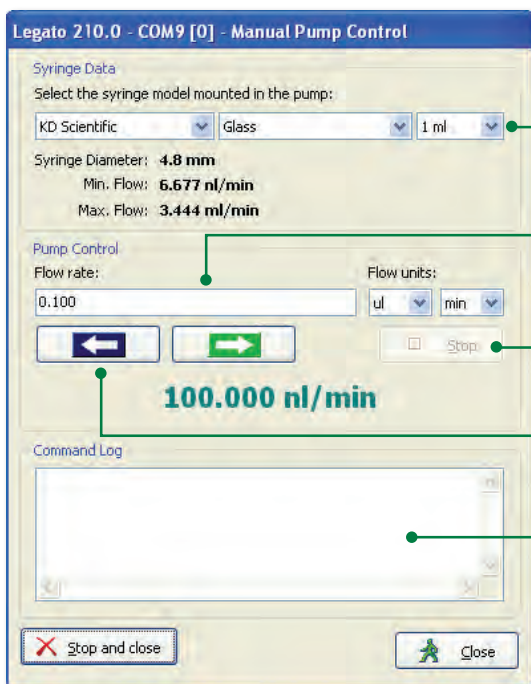 Legato 210.0 - COM9 [0] - Manual Pump Control
Syringe Data
Select the syringe model mounted in the pump:
KD Scientific Glass 1 ml
Syringe Diameter: 4.8 mm
Min. Flow: 6.677 nl/min
Max. Flow: 3.444 ml/min
Pump Control
Flow rate: Flow units:
0.100 ul min
Stop
100.000 nl/min
Command Log
Stop and close Close